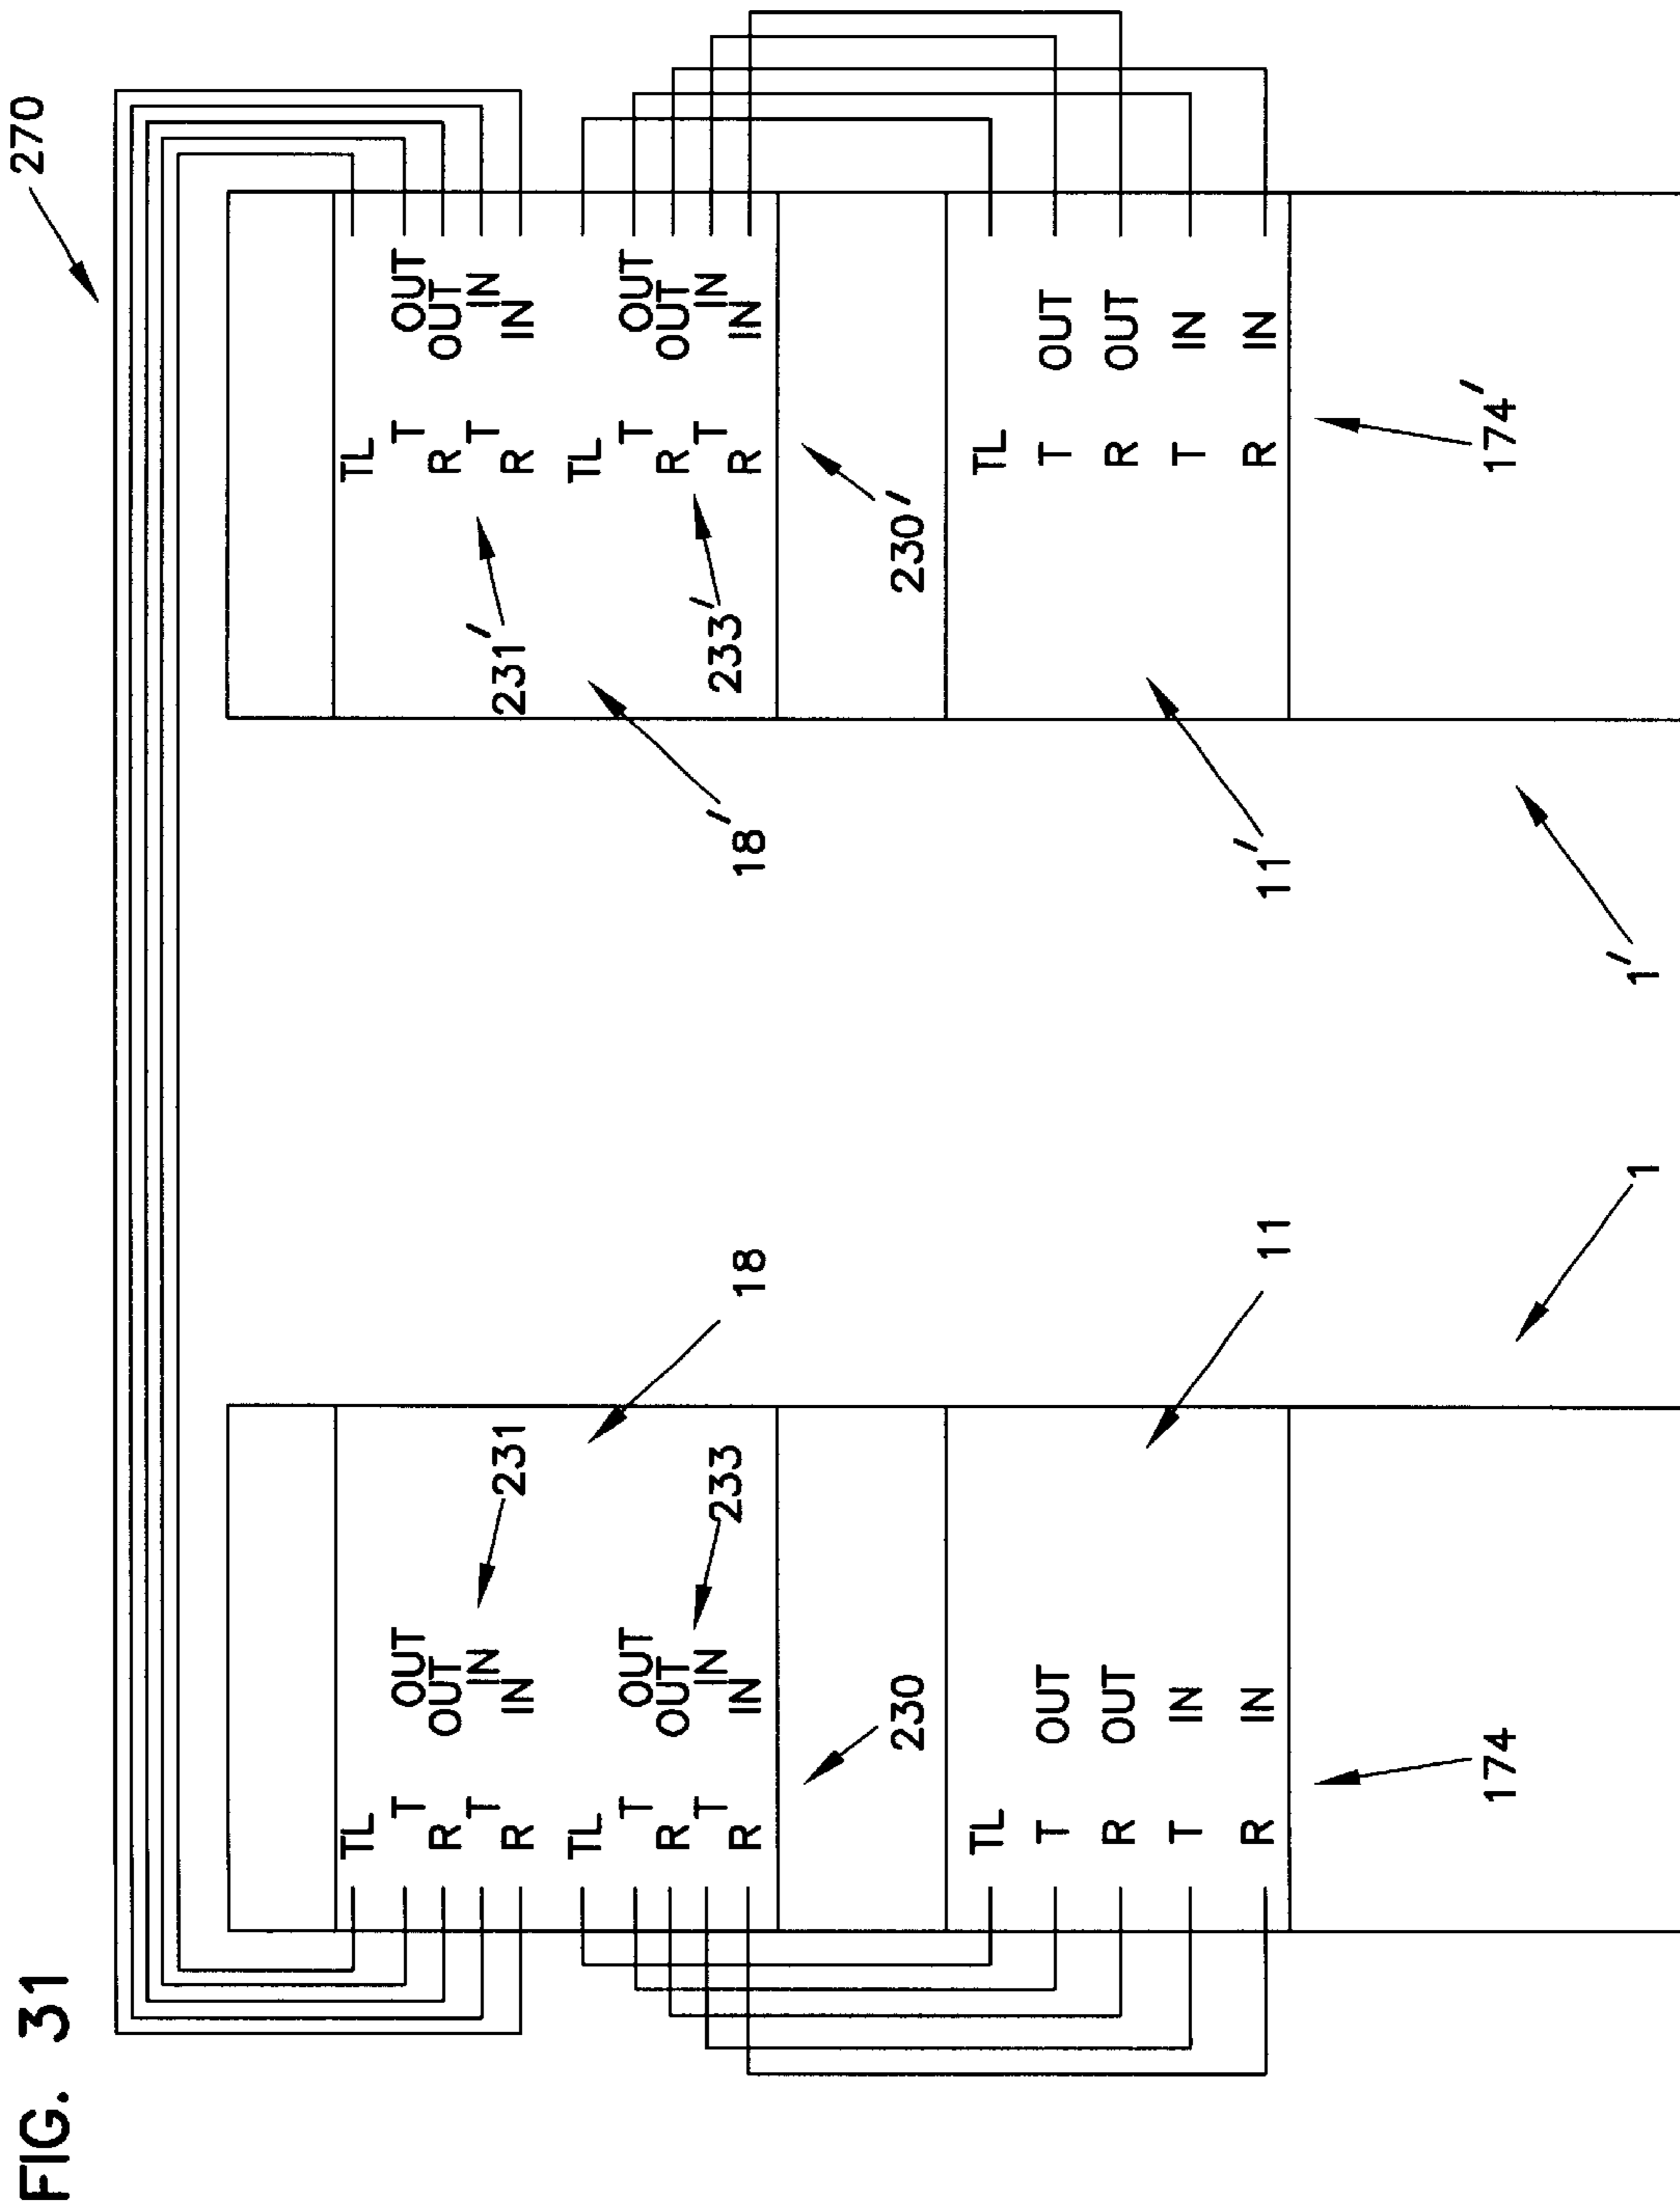 FIG. 31
270
TL TL
T OUT T OUT
R OUT R OUT
T IN T IN
R IN 231 231′ R IN
TL TL
T OUT T OUT
R OUT R OUT
T IN T IN
R IN 233 18 18′ 233′ R IN
230 230′
TL TL
T OUT T OUT
R OUT R OUT
T IN T IN
R IN 11 11′ R IN
174 174′
1 1′